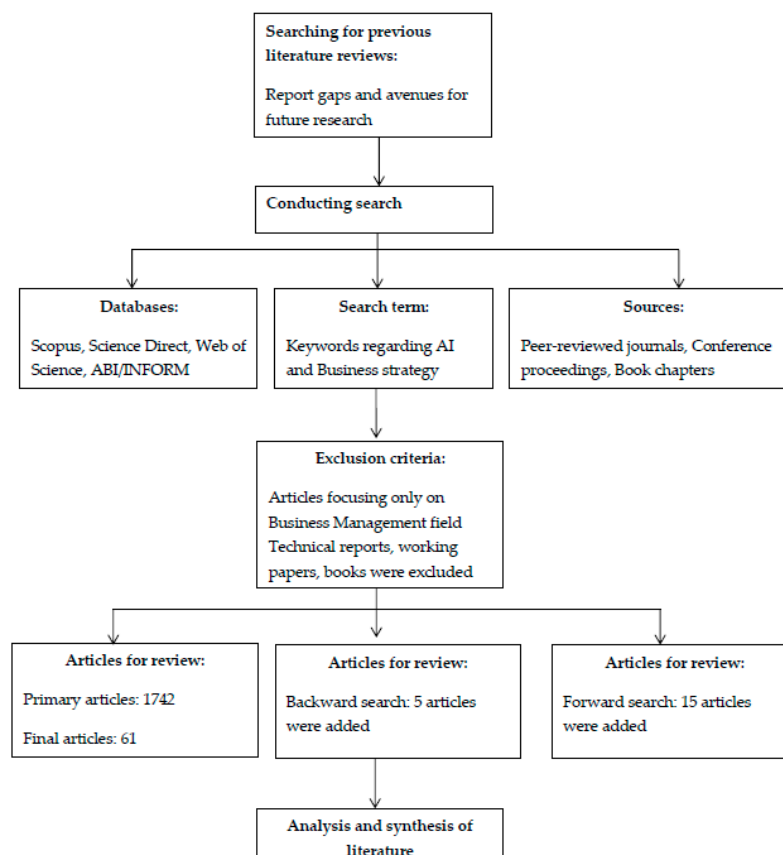 Searching for previous
literature reviews:
Report gaps and avenues for
future research
Conducting search
Databases:
Scopus, Science Direct, Web of
Science, ABI/INFORM
Search term:
Keywords regarding AI
and Business strategy
Sources:
Peer-reviewed journals, Conference
proceedings, Book chapters
Exclusion criteria:
Articles focusing only on
Business Management field
Technical reports, working
papers, books were excluded
Articles for review:
Primary articles: 1742
Final articles: 61
Articles for review:
Backward search: 5 articles
were added
Articles for review:
Forward search: 15 articles
were added
Analysis and synthesis of
literature